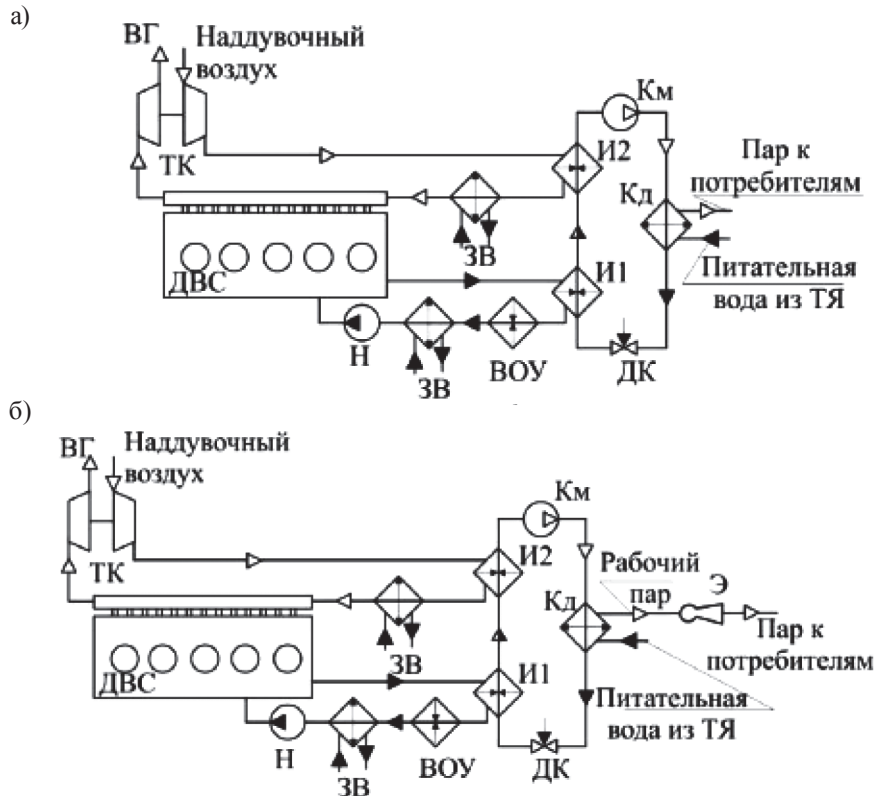 а)
ВГ
Наддувочный
воздух
Км
ТК
И2
Пар к
потребителям
Кд
ЗВ
ДВС
И1
Питательная
вода из ТЯ
Н
ЗВ
ВОУ
ДК
б)
ВГ
Наддувочный
воздух
Км
ТК
И2
Рабочий
пар
Э
Кд
Пар к
потребителям
ЗВ
ДВС
И1
Питательная
вода из ТЯ
Н
ЗВ
ВОУ
ДК